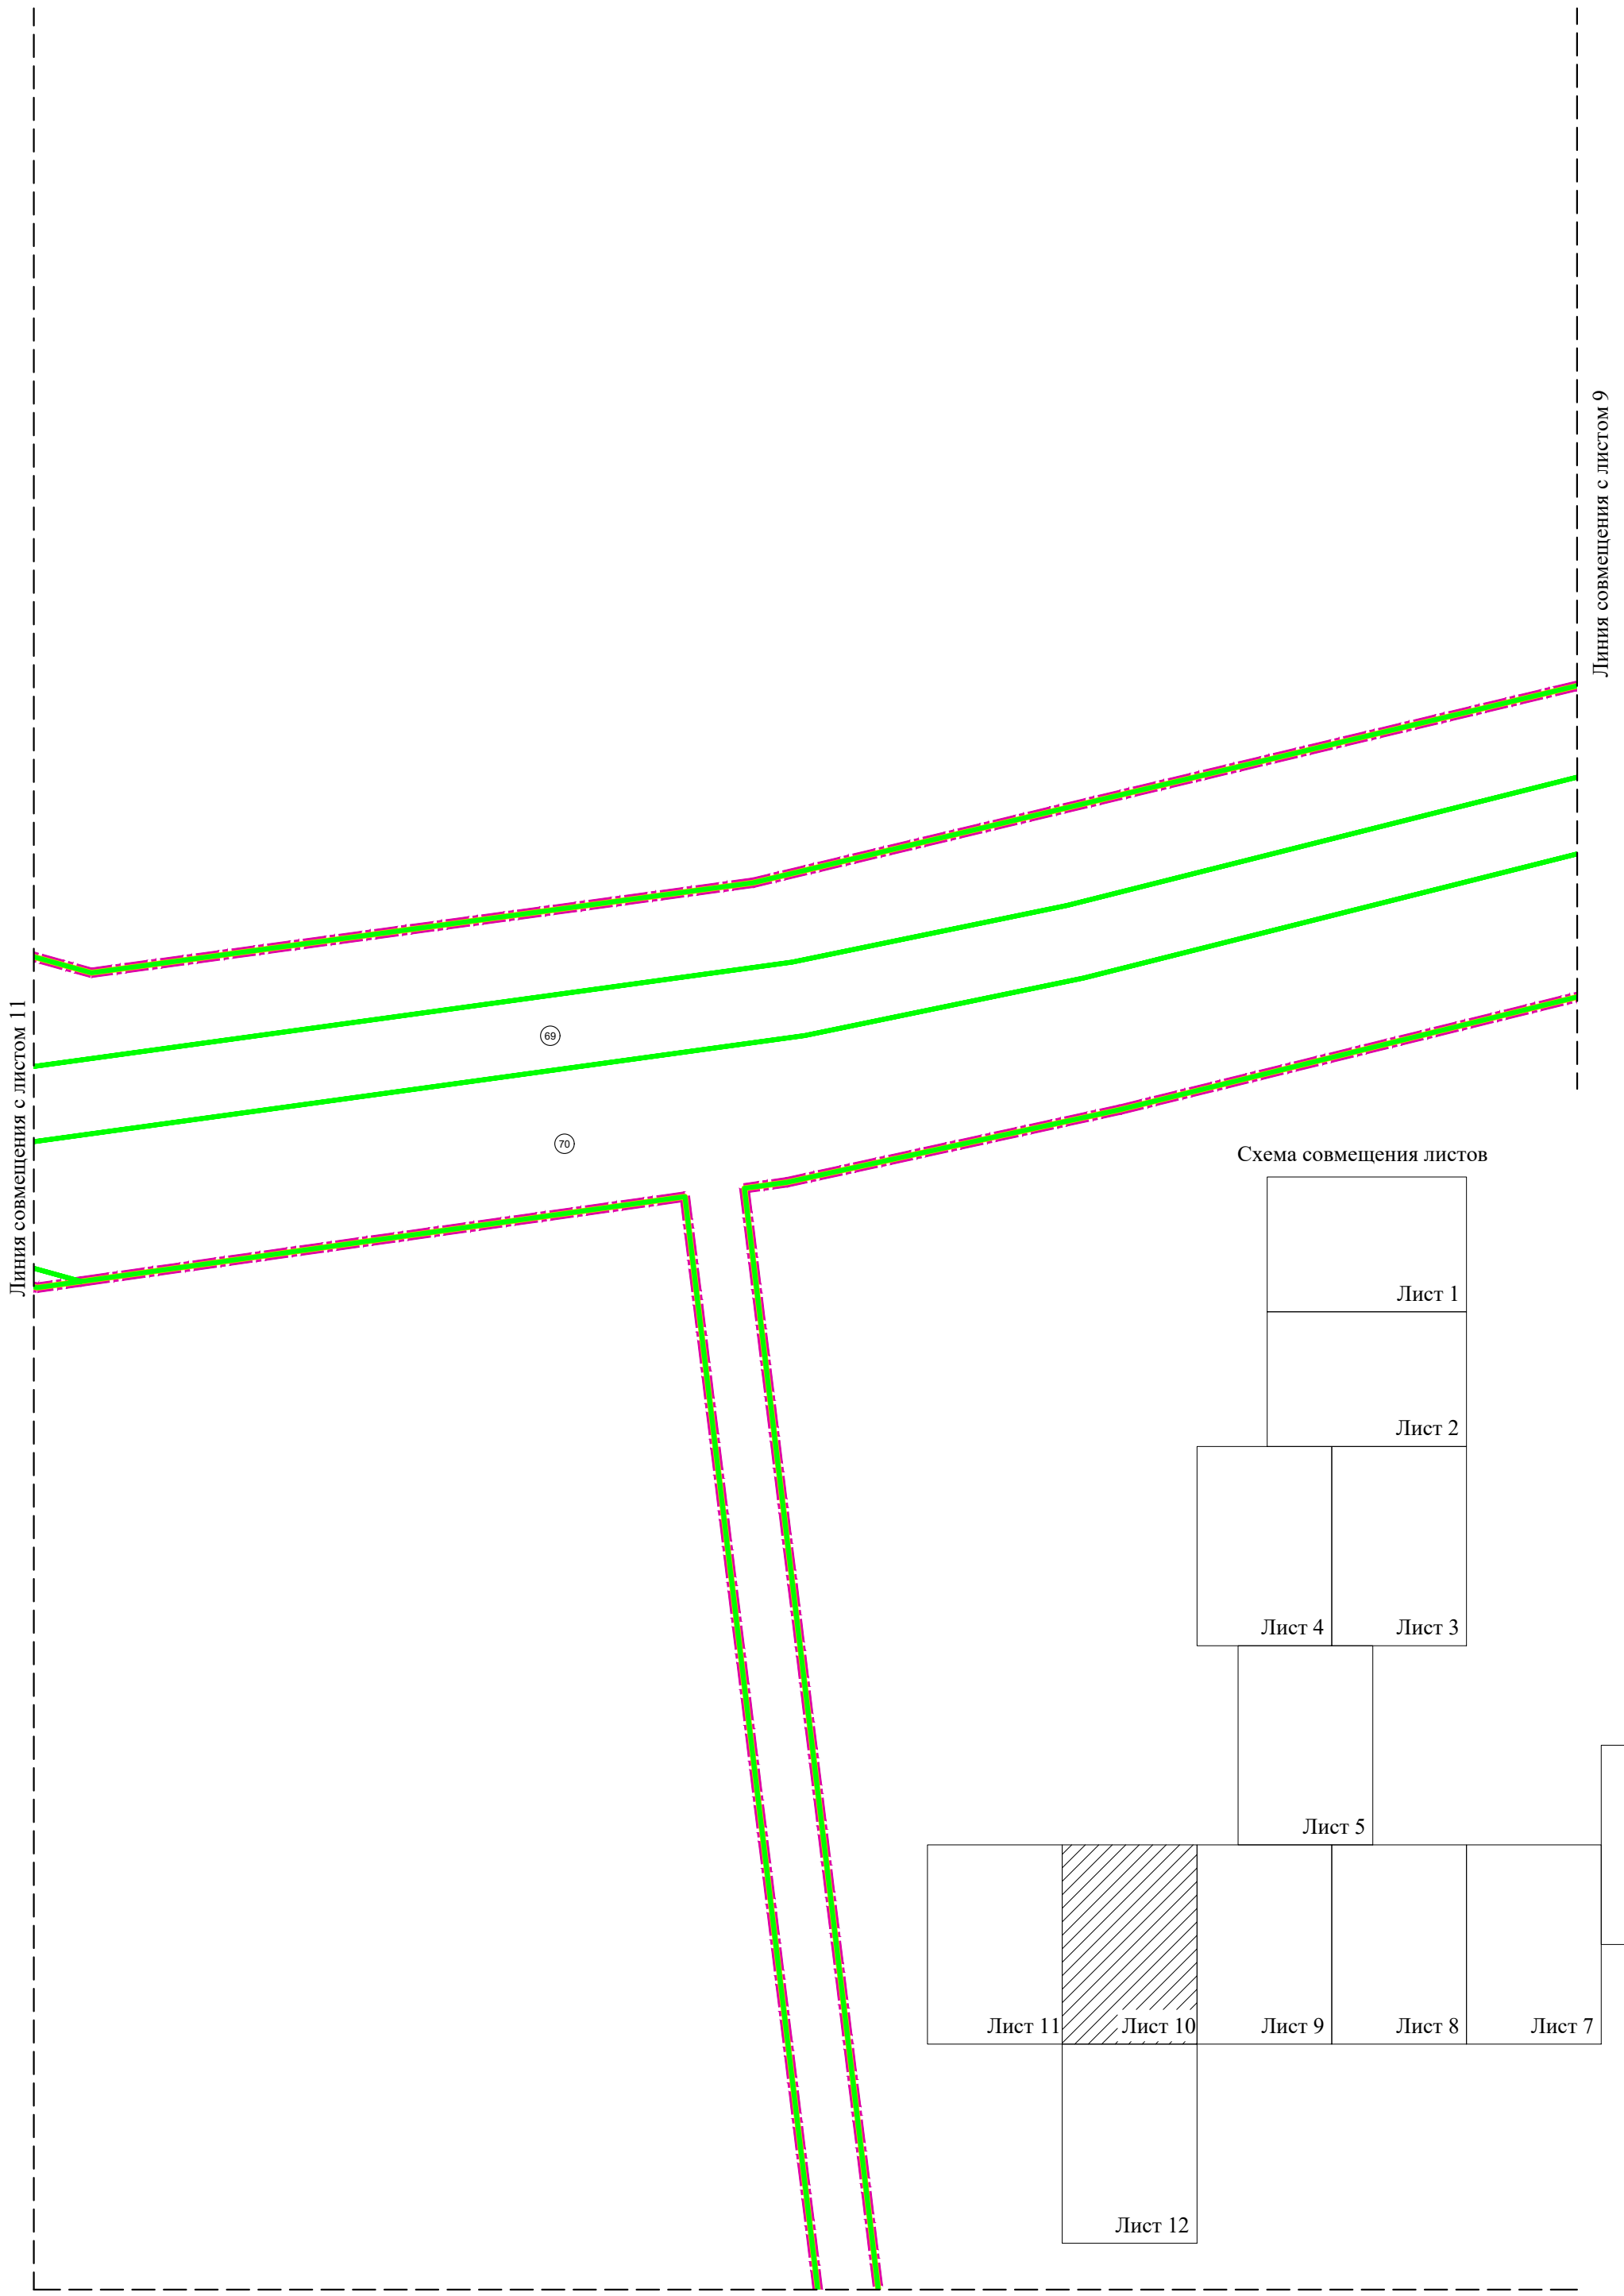 Линия совмещения с листом 9
Линия совмещения с листом 11
69
70
Схема совмещения листов
Лист 1
Лист 2
Лист 4
Лист 3
Лист 5
Лист 11
Лист 10
Лист 9
Лист 8
Лист 7
Лист 12